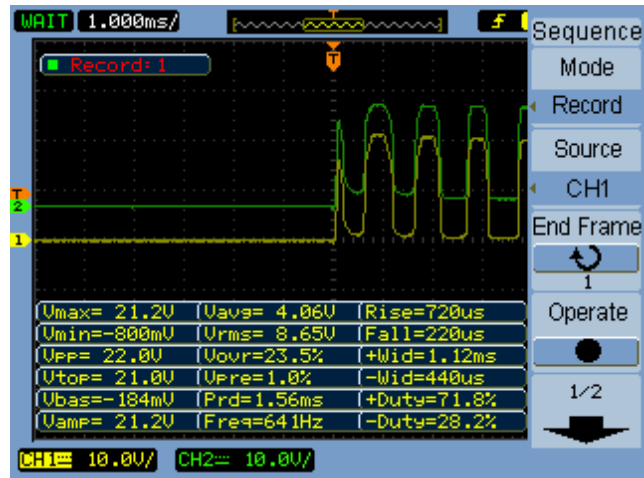 WAIT 1.000ms/
T
Record: 1
T
2
1
Vmax= 21.2V Vavg= 4.06V Rise=720us
Vmin=-800mV Vrms= 8.65V Fall=220us
Vpp= 22.0V Vovr=23.5% +Wid=1.12ms
Vtop= 21.0V Vpre=1.0% -Wid=440us
Vbas=-184mV Prd=1.56ms +Duty=71.8%
Vamp= 21.2V Freq=641Hz -Duty=28.2%
CH1 10.0V/ CH2 10.0V/
Sequence
Mode
Record
Source
CH1
End Frame
1
Operate
1/2